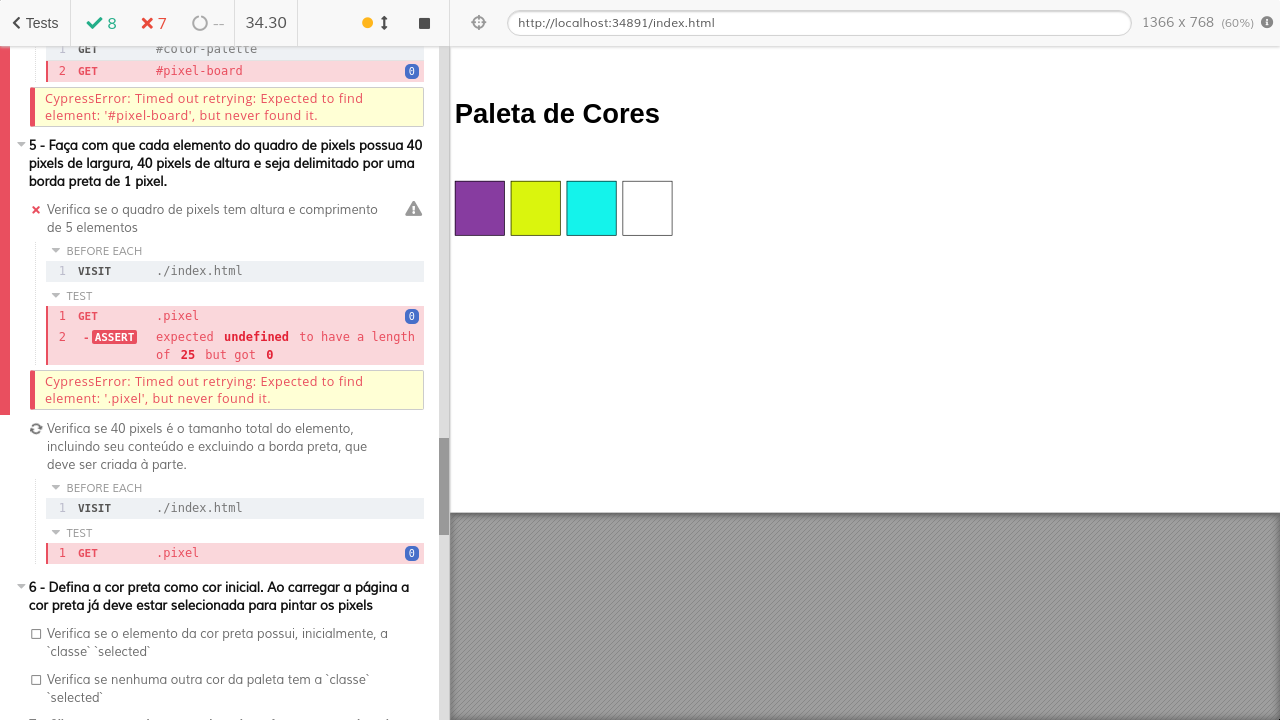 Tests 8 7 -- 34.30
http://localhost:34891/index.html 1366 x 768 (60%)
1 GET #color-palette
2 GET #pixel-board 0
CypressError: Timed out retrying: Expected to find
element: '#pixel-board', but never found it.
5 - Faça com que cada elemento do quadro de pixels possua 40
pixels de largura, 40 pixels de altura e seja delimitado por uma
borda preta de 1 pixel.
Verifica se o quadro de pixels tem altura e comprimento
de 5 elementos
BEFORE EACH
1 VISIT ./index.html
TEST
1 GET .pixel 0
2 -ASSERT expected undefined to have a length
of 25 but got 0
CypressError: Timed out retrying: Expected to find
element: '.pixel', but never found it.
Verifica se 40 pixels é o tamanho total do elemento,
incluindo seu conteúdo e excluindo a borda preta, que
deve ser criada à parte.
BEFORE EACH
1 VISIT ./index.html
TEST
1 GET .pixel 0
6 - Defina a cor preta como cor inicial. Ao carregar a página a
cor preta já deve estar selecionada para pintar os pixels
Verifica se o elemento da cor preta possui, inicialmente, a
`classe` `selected`
Verifica se nenhuma outra cor da paleta tem a `classe`
`selected`
Paleta de Cores